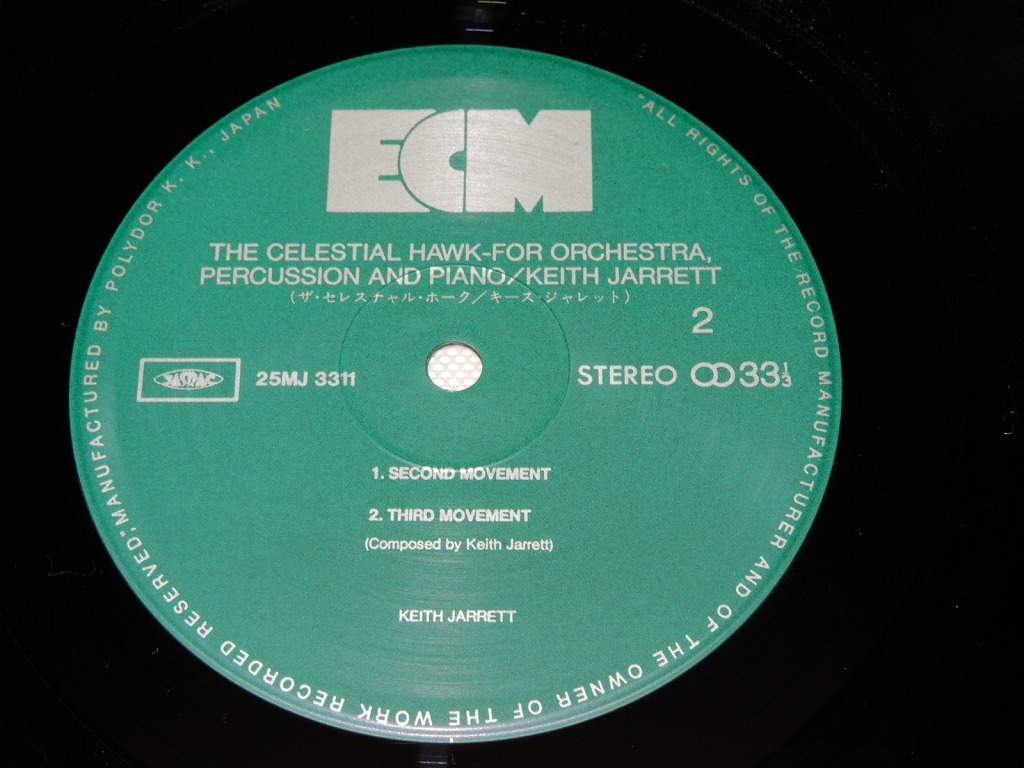 ECM
THE CELESTIAL HAWK-FOR ORCHESTRA,
PERCUSSION AND PIANO/KEITH JARRETT
(ザ・セレスチャル・ホーク/キース・ジャレット)
2
JASRAC
25MJ 3311
STEREO
33⅓
1. SECOND MOVEMENT
2. THIRD MOVEMENT
(Composed by Keith Jarrett)
KEITH JARRETT
"ALL RIGHTS OF THE RECORD MANUFACTURER AND OF THE OWNER OF THE WORK RECORDED RESERVED," MANUFACTURED BY POLYDOR K. K., JAPAN